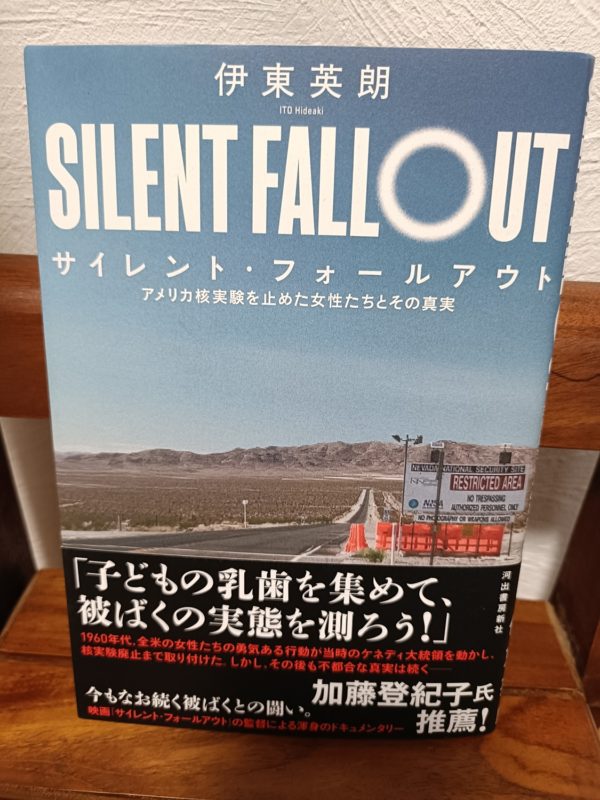 伊東英朗
ITO Hideaki
SILENT FALLOUT
サイレント・フォールアウト
アメリカ核実験を止めた女性たちとその真実
NEVADA NATIONAL SECURITY SITE
RESTRICTED AREA
NO TRESPASSING
AUTHORIZED PERSONNEL ONLY
NO PHOTOGRAPHY OR WEAPONS ALLOWED
河出書房新社
「子どもの乳歯を集めて、
被ばくの実態を測ろう!」
1960年代、全米の女性たちの勇気ある行動が当時のケネディ大統領を動かし、
核実験廃止まで取り付けた。しかし、その後も不都合な真実は続く——
今もなお続く被ばくとの闘い。
映画『サイレント・フォールアウト』の監督による渾身のドキュメンタリー
加藤登紀子氏
推薦!